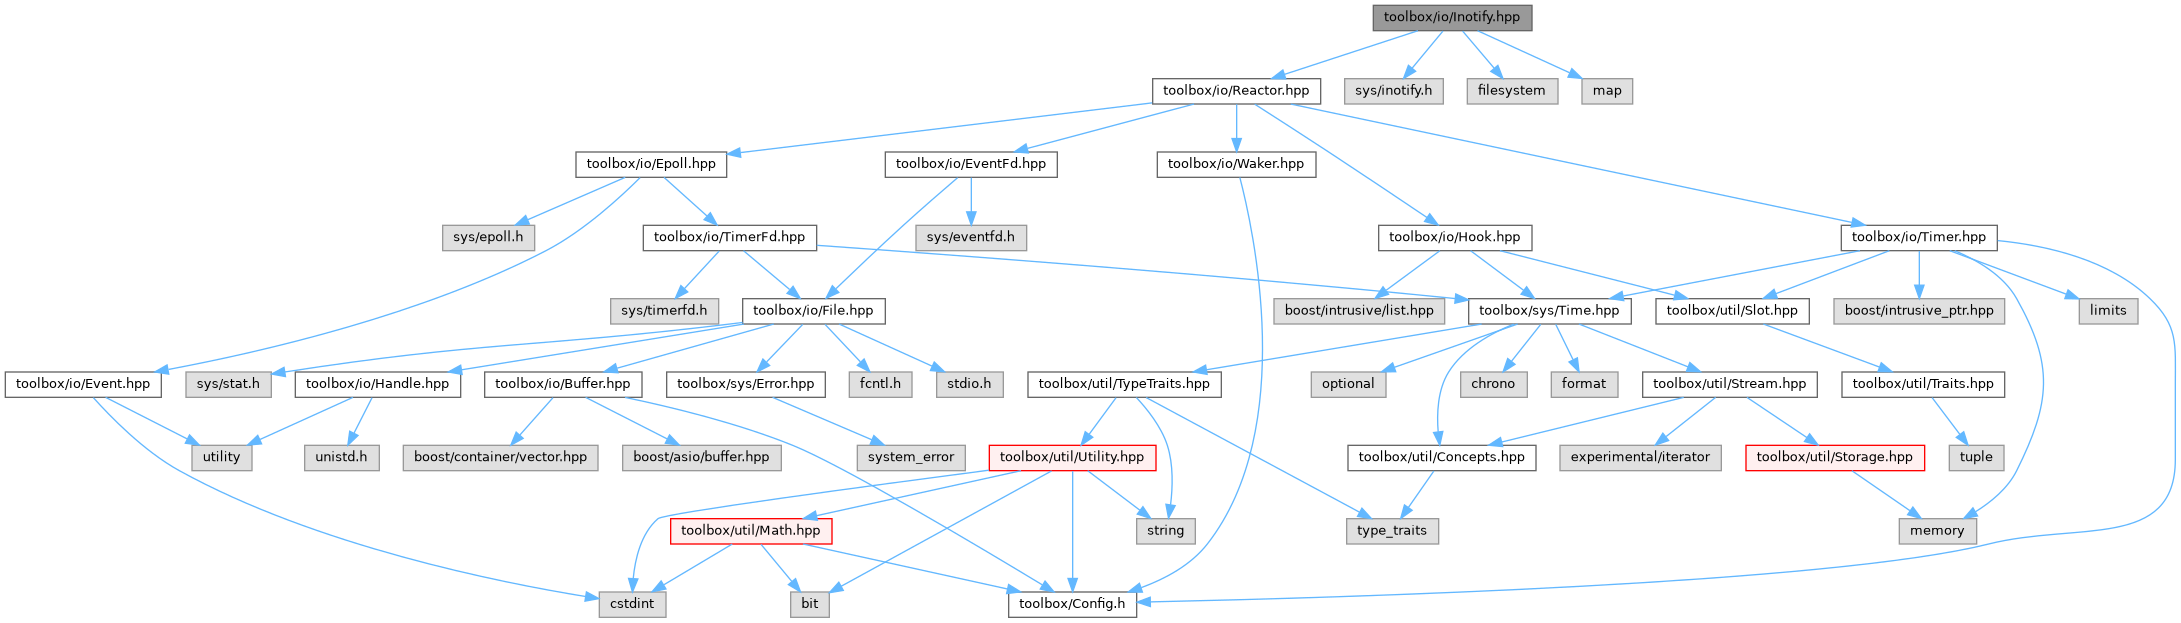 toolbox/io/Inotify.hpp
toolbox/io/Reactor.hpp
sys/inotify.h
filesystem
map
toolbox/io/Epoll.hpp
toolbox/io/EventFd.hpp
toolbox/io/Waker.hpp
sys/epoll.h
toolbox/io/TimerFd.hpp
sys/eventfd.h
toolbox/io/Hook.hpp
toolbox/io/Timer.hpp
sys/timerfd.h
toolbox/io/File.hpp
boost/intrusive/list.hpp
toolbox/sys/Time.hpp
toolbox/util/Slot.hpp
boost/intrusive_ptr.hpp
limits
toolbox/io/Event.hpp
sys/stat.h
toolbox/io/Handle.hpp
toolbox/io/Buffer.hpp
toolbox/sys/Error.hpp
fcntl.h
stdio.h
toolbox/util/TypeTraits.hpp
optional
chrono
format
toolbox/util/Stream.hpp
toolbox/util/Traits.hpp
utility
unistd.h
boost/container/vector.hpp
boost/asio/buffer.hpp
system_error
toolbox/util/Utility.hpp
toolbox/util/Concepts.hpp
experimental/iterator
toolbox/util/Storage.hpp
tuple
toolbox/util/Math.hpp
string
type_traits
memory
cstdint
bit
toolbox/Config.h